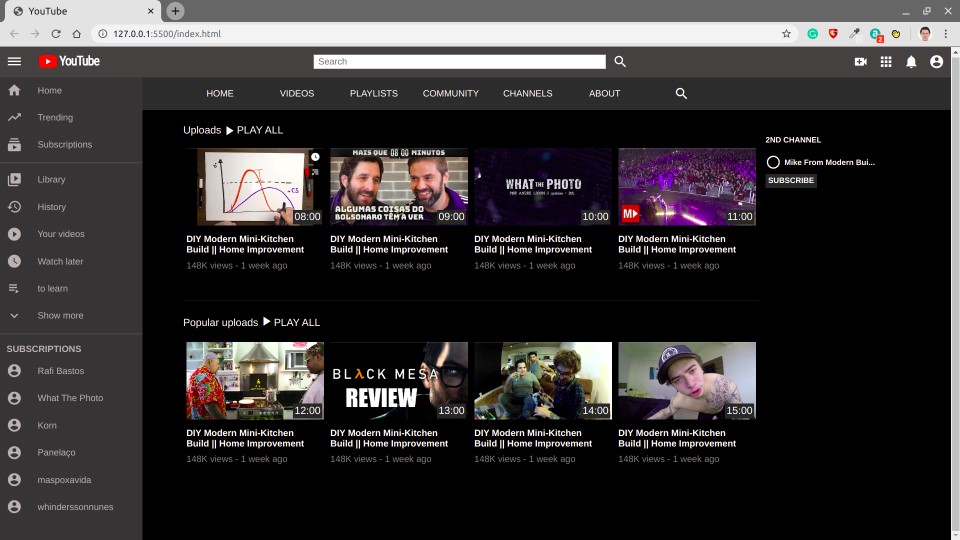 YouTube
127.0.0.1:5500/index.html
2
YouTube
Search
Home
Trending
Subscriptions
Library
History
Your videos
Watch later
to learn
Show more
SUBSCRIPTIONS
Rafi Bastos
What The Photo
Korn
Panelaço
maspoxavida
whinderssonnunes
HOME VIDEOS PLAYLISTS COMMUNITY CHANNELS ABOUT
Uploads PLAY ALL
08:00
MAIS QUE 08:00 MINUTOS
ALGUMAS COISAS DO
BOLSONARO TÊM A VER
09:00
WHAT THE PHOTO
10:00
M
11:00
DIY Modern Mini-Kitchen
Build || Home Improvement
148K views - 1 week ago
DIY Modern Mini-Kitchen
Build || Home Improvement
148K views - 1 week ago
DIY Modern Mini-Kitchen
Build || Home Improvement
148K views - 1 week ago
DIY Modern Mini-Kitchen
Build || Home Improvement
148K views - 1 week ago
Popular uploads PLAY ALL
12:00
BLACK MESA
REVIEW
13:00
14:00
15:00
DIY Modern Mini-Kitchen
Build || Home Improvement
148K views - 1 week ago
DIY Modern Mini-Kitchen
Build || Home Improvement
148K views - 1 week ago
DIY Modern Mini-Kitchen
Build || Home Improvement
148K views - 1 week ago
DIY Modern Mini-Kitchen
Build || Home Improvement
148K views - 1 week ago
2ND CHANNEL
Mike From Modern Bui...
SUBSCRIBE